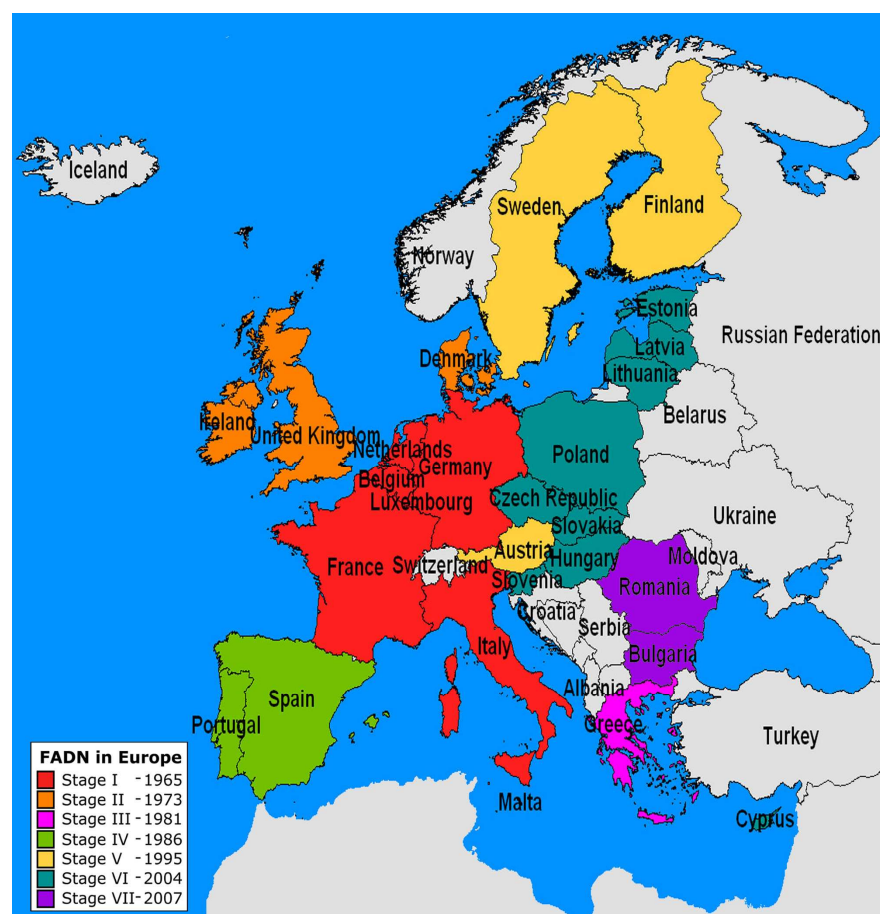 Iceland
Sweden
Finland
Norway
Estonia
Russian Federation
Latvia
Denmark
Lithuania
Belarus
Ireland
United Kingdom
Netherlands
Germany
Poland
Belgium
Czech Republic
Luxembourg
Ukraine
Slovakia
Austria
Hungary
Moldova
France
Switzerland
Slovenia
Romania
Croatia
Serbia
Italy
Bulgaria
Albania
Spain
Portugal
Greece
Turkey
Malta
Cyprus
FADN in Europe
Stage I -1965
Stage II -1973
Stage III -1981
Stage IV -1986
Stage V -1995
Stage VI -2004
Stage VII-2007